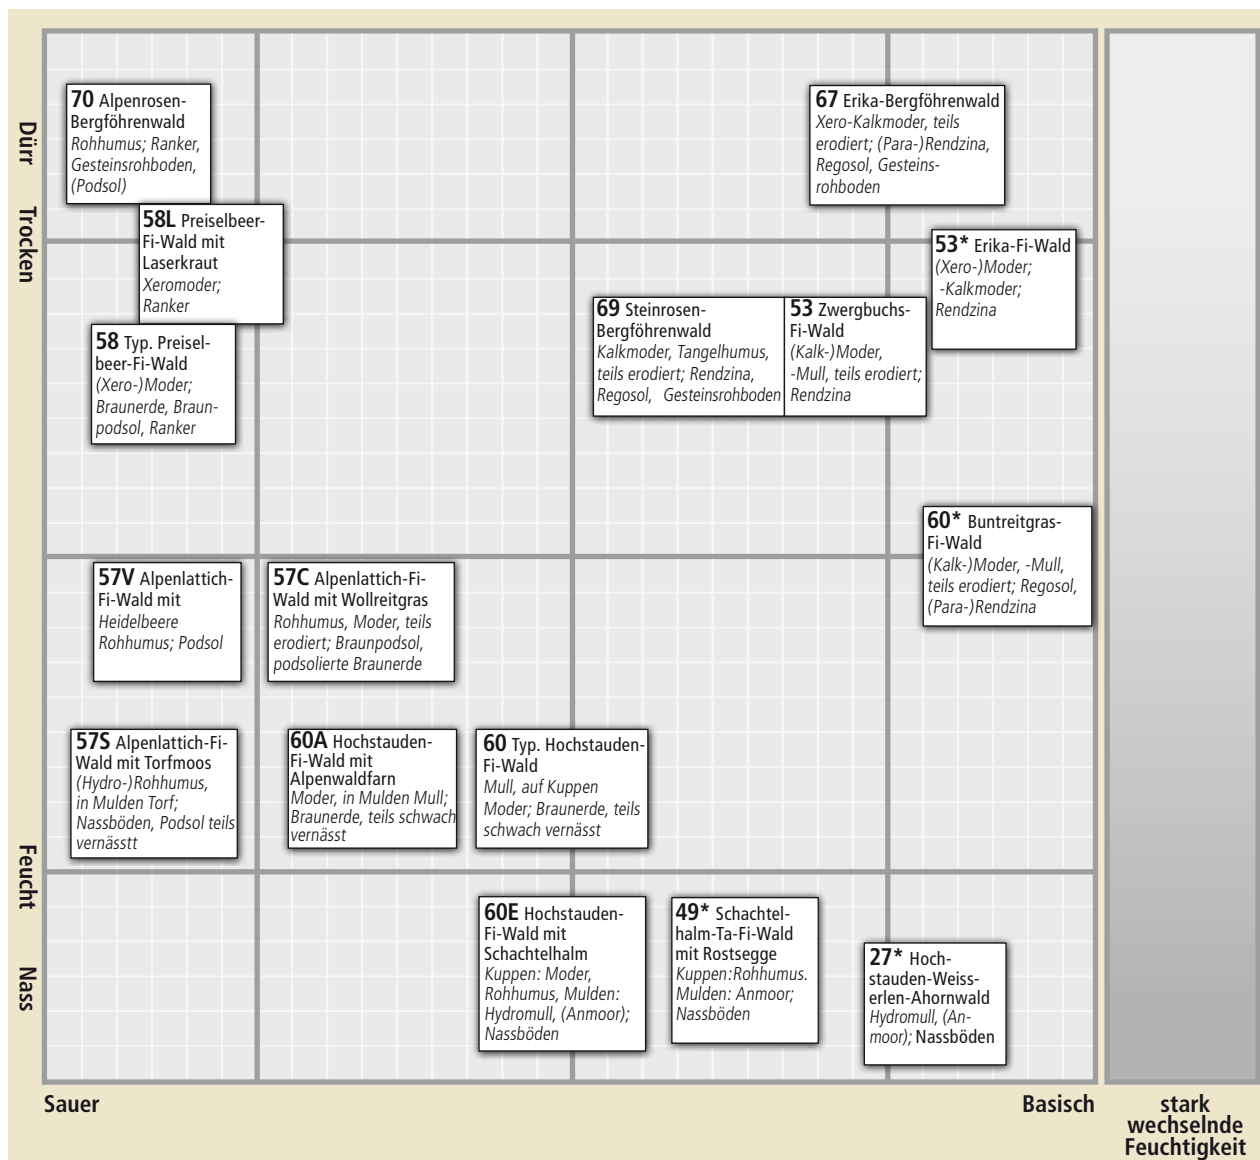 Dürr
Trocken
Feucht
Nass
70 Alpenrosen-
Bergföhrenwald
Rohhumus; Ranker,
Gesteinsrohboden,
(Podsol)
67 Erika-Bergföhrenwald
Xero-Kalkmoder, teils
erodiert; (Para-)Rendzina,
Regosol, Gesteins-
rohboden
58L Preiselbeer-
Fi-Wald mit
Laserkraut
Xeromoder;
Ranker
53* Erika-Fi-Wald
(Xero-)Moder;
-Kalkmoder;
Rendzina
69 Steinrosen-
Bergföhrenwald
Kalkmoder, Tangelhumus,
teils erodiert; Rendzina,
Regosol, Gesteinsrohboden
53 Zwergbuchs-
Fi-Wald
(Kalk-)Moder,
-Mull, teils erodiert;
Rendzina
58 Typ. Preisel-
beer-Fi-Wald
(Xero-)Moder;
Braunerde, Braun-
podsol, Ranker
60* Buntreitgras-
Fi-Wald
(Kalk-)Moder, -Mull,
teils erodiert; Regosol,
(Para-)Rendzina
57V Alpenlattich-
Fi-Wald mit
Heidelbeere
Rohhumus; Podsol
57C Alpenlattich-Fi-
Wald mit Wollreitgras
Rohhumus, Moder, teils
erodiert; Braunpodsol,
podsolierte Braunerde
57S Alpenlattich-Fi-
Wald mit Torfmoos
(Hydro-)Rohhumus,
in Mulden Torf;
Nassböden, Podsol teils
vernässtt
60A Hochstauden-
Fi-Wald mit
Alpenwaldfarn
Moder, in Mulden Mull;
Braunerde, teils schwach
vernässt
60 Typ. Hochstauden-
Fi-Wald
Mull, auf Kuppen
Moder; Braunerde, teils
schwach vernässt
60E Hochstauden-
Fi-Wald mit
Schachtelhalm
Kuppen: Moder,
Rohhumus, Mulden:
Hydromull, (Anmoor);
Nassböden
49* Schachtel-
halm-Ta-Fi-Wald
mit Rostsegge
Kuppen:Rohhumus.
Mulden: Anmoor;
Nassböden
27* Hoch-
stauden-Weiss-
erlen-Ahornwald
Hydromull, (An-
moor); Nassböden
Sauer
Basisch
stark
wechselnde
Feuchtigkeit